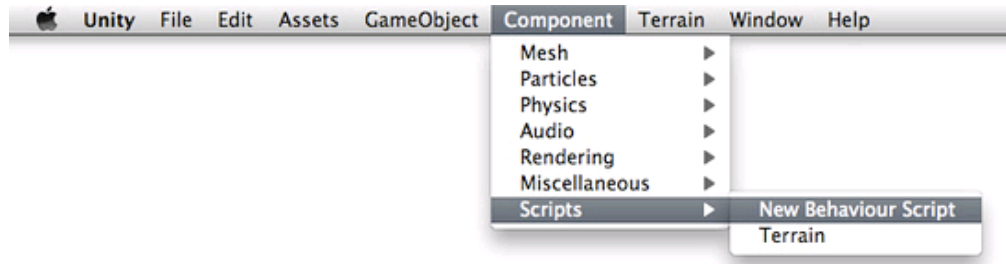 Unity File Edit Assets GameObject Component Terrain Window Help
Mesh
Particles
Physics
Audio
Rendering
Miscellaneous
Scripts New Behaviour Script
Terrain